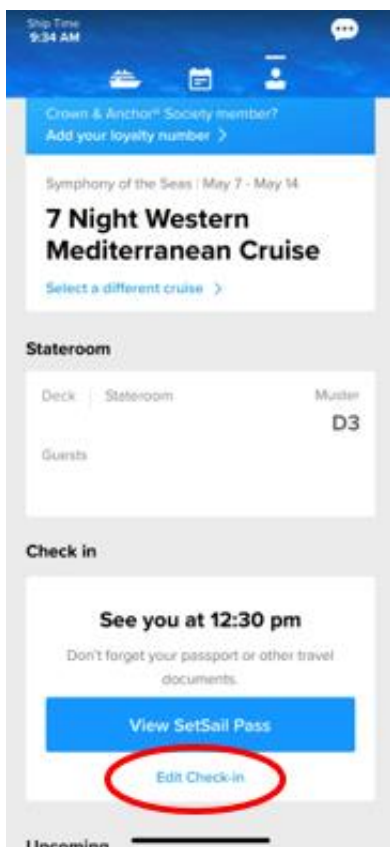 Ship Time
9:34 AM
Crown & Anchor® Society member?
Add your loyalty number >
Symphony of the Seas | May 7 - May 14
7 Night Western
Mediterranean Cruise
Select a different cruise >
Stateroom
Deck | Stateroom
Muster
D3
Guests
Check in
See you at 12:30 pm
Don't forget your passport or other travel
documents.
View SetSail Pass
Edit Check-in
Upcoming